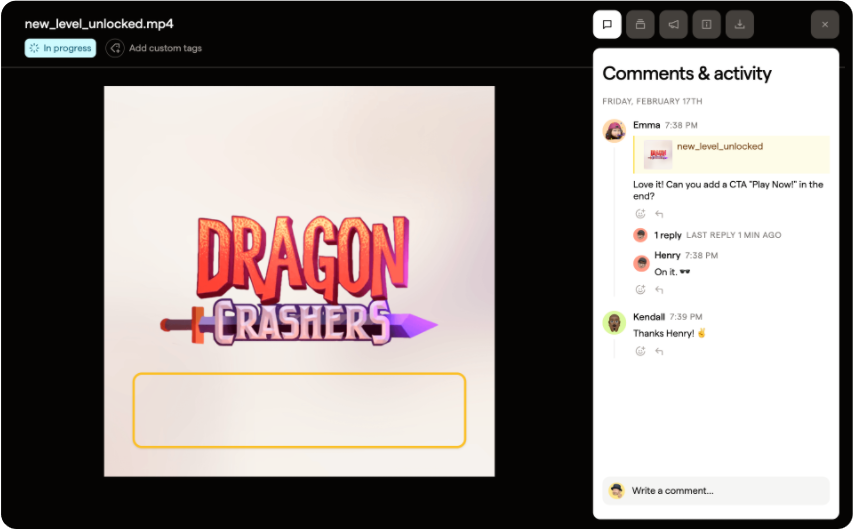 new_level_unlocked.mp4
In progress
Add custom tags
DRAGON
CRASHERS
Comments & activity
FRIDAY, FEBRUARY 17TH
Emma 7:38 PM
DRAGON
CRASHERS
new_level_unlocked
Love it! Can you add a CTA "Play Now!" in the
end?
1 reply LAST REPLY 1 MIN AGO
Henry 7:38 PM
On it. 🕶️
Kendall 7:39 PM
Thanks Henry! ✌️
Write a comment...